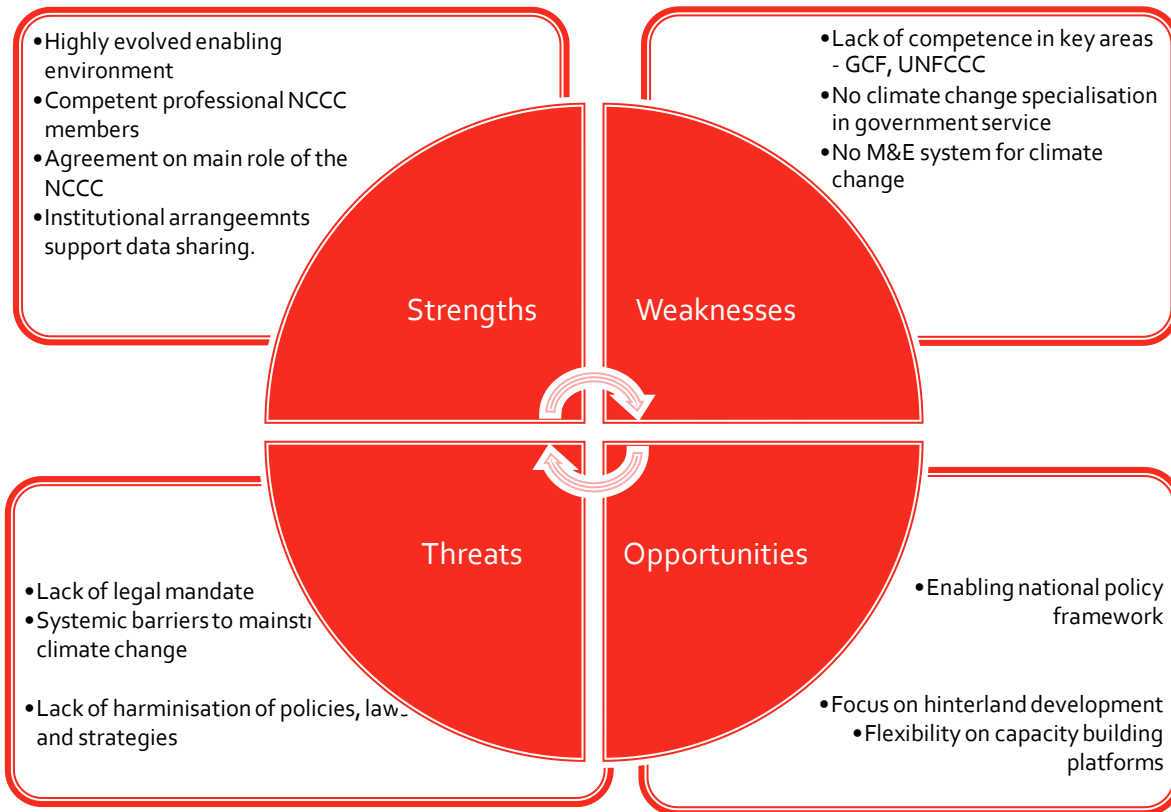 •Highly evolved enabling
environment
•Competent professional NCCC
members
•Agreement on main role of the
NCCC
•Institutional arrangeemnts
support data sharing.
•Lack of competence in key areas
- GCF, UNFCCC
•No climate change specialisation
in government service
•No M&E system for climate
change
Strengths
Weaknesses
Threats
Opportunities
•Lack of legal mandate
•Systemic barriers to
climate change
•Lack of harminisation of policies,
and strategies
•Enabling national policy
framework
•Focus on hinterland development
•Flexibility on capacity building
platforms